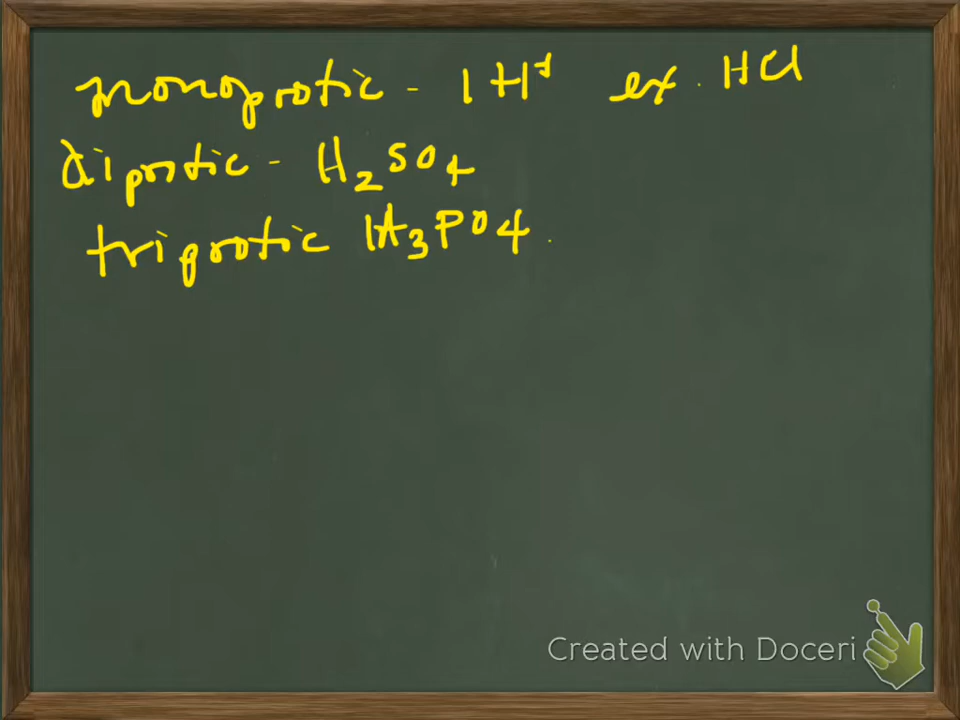 monoprotic - 1 H⁺ ex. HCl
diprotic - H₂SO₄
triprotic H₃PO₄.
Created with Doceri